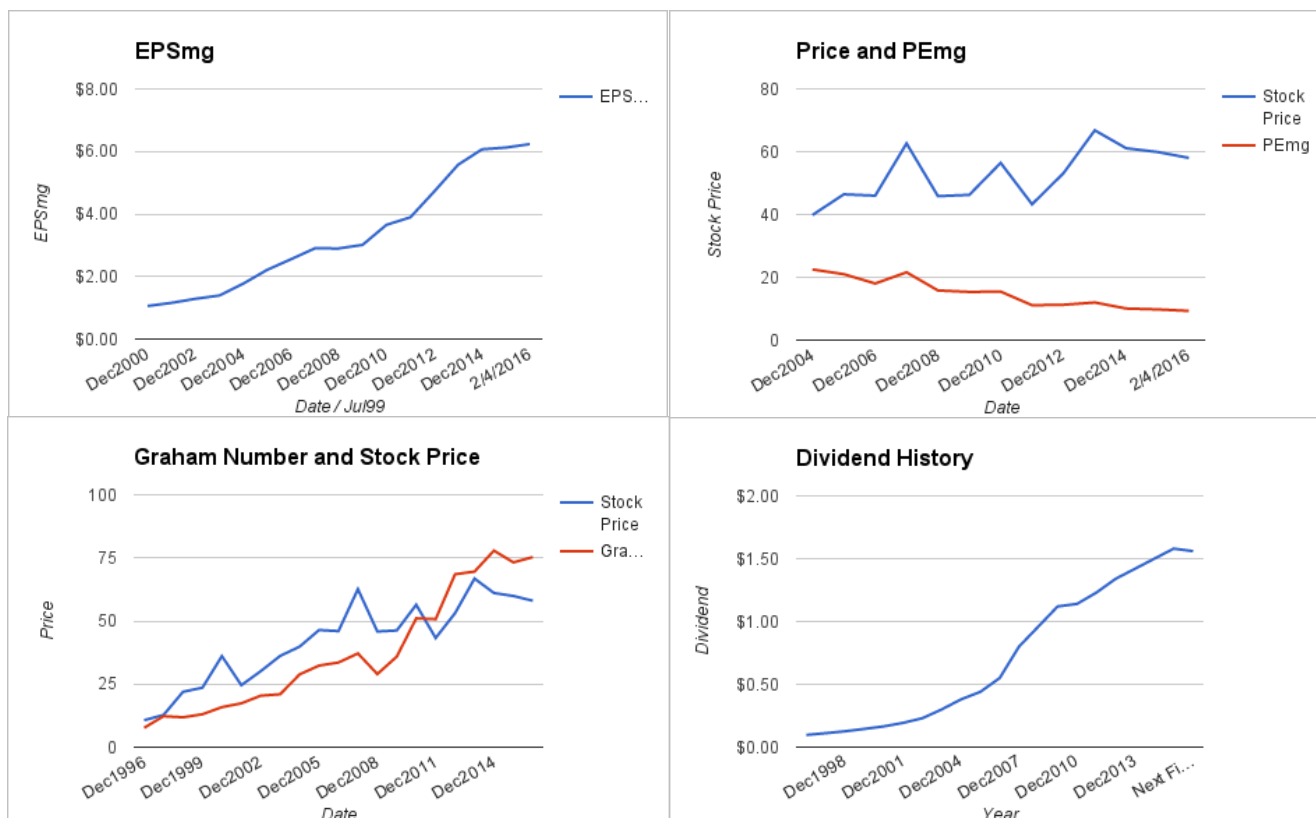 EPSmg
$8.00
$6.00
$4.00
$2.00
$0.00
EPSmg
EPS...
Dec2000
Dec2002
Dec2004
Dec2006
Dec2008
Dec2010
Dec2012
Dec2014
2/4/2016
Date / Jul99
Price and PEmg
80
60
40
20
0
Stock Price
Stock
Price
PEmg
Dec2004
Dec2006
Dec2008
Dec2010
Dec2012
Dec2014
2/4/2016
Date
Graham Number and Stock Price
100
75
50
25
0
Price
Stock
Price
Gra...
Dec1996
Dec1999
Dec2002
Dec2005
Dec2008
Dec2011
Dec2014
Date
Dividend History
$2.00
$1.50
$1.00
$0.50
$0.00
Dividend
Dec1998
Dec2001
Dec2004
Dec2007
Dec2010
Dec2013
Next Fi...
Year